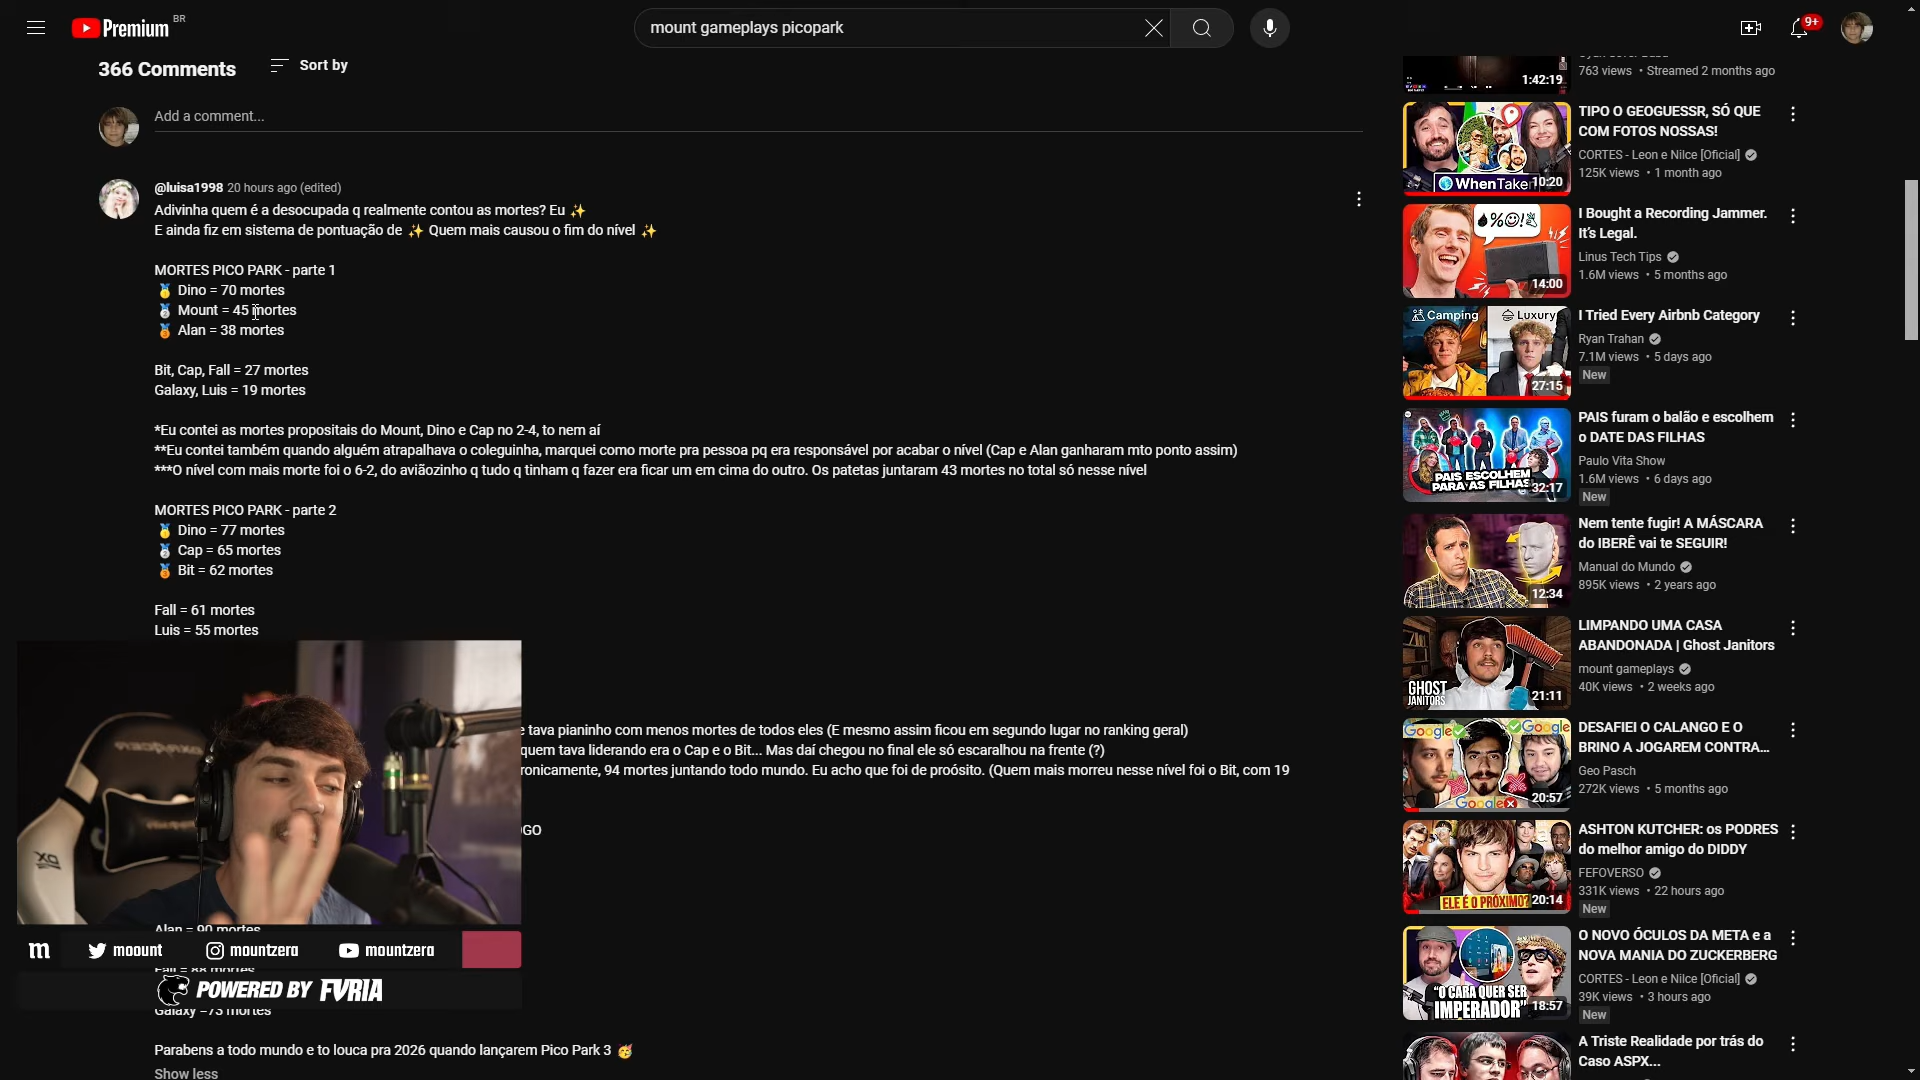 Premium BR
mount gameplays picopark
9+
366 Comments
Sort by
Add a comment...
@luisa1998 20 hours ago (edited)
Adivinha quem é a desocupada q realmente contou as mortes? Eu ✨
E ainda fiz em sistema de pontuação de ✨ Quem mais causou o fim do nível ✨
MORTES PICO PARK - parte 1
🥇 Dino = 70 mortes
🥈 Mount = 45 mortes
🥉 Alan = 38 mortes
Bit, Cap, Fall = 27 mortes
Galaxy, Luis = 19 mortes
*Eu contei as mortes propositais do Mount, Dino e Cap no 2-4, to nem aí
**Eu contei também quando alguém atrapalhava o coleguinha, marquei como morte pra pessoa pq era responsável por acabar o nível (Cap e Alan ganharam mto ponto assim)
***O nível com mais morte foi o 6-2, do aviãozinho q tudo q tinham q fazer era ficar um em cima do outro. Os patetas juntaram 43 mortes no total só nesse nível
MORTES PICO PARK - parte 2
🥇 Dino = 77 mortes
🥈 Cap = 65 mortes
🥉 Bit = 62 mortes
Fall = 61 mortes
Luis = 55 mortes
e tava pianinho com menos mortes de todos eles (E mesmo assim ficou em segundo lugar no ranking geral)
quem tava liderando era o Cap e o Bit... Mas daí chegou no final ele só escaralhou na frente (?)
ronicamente, 94 mortes juntando todo mundo. Eu acho que foi de proósito. (Quem mais morreu nesse nível foi o Bit, com 19
OGO
Alan = 90 mortes
m moount mountzera mountzera
Fall = 88 mortes
POWERED BY FVRIA
Galaxy =73 mortes
Parabens a todo mundo e to louca pra 2026 quando lançarem Pico Park 3 🥳
Show less
1:42:19
763 views • Streamed 2 months ago
WhenTaken
10:20
TIPO O GEOGUESSR, SÓ QUE
COM FOTOS NOSSAS!
CORTES - Leon e Nilce [Oficial]
125K views • 1 month ago
14:00
I Bought a Recording Jammer.
It's Legal.
Linus Tech Tips
1.6M views • 5 months ago
Camping
Luxury
27:15
I Tried Every Airbnb Category
Ryan Trahan
7.1M views • 5 days ago
New
PAIS ESCOLHEM
PARA AS FILHAS
32:17
PAIS furam o balão e escolhem
o DATE DAS FILHAS
Paulo Vita Show
1.6M views • 6 days ago
New
12:34
Nem tente fugir! A MÁSCARA
do IBERÊ vai te SEGUIR!
Manual do Mundo
895K views • 2 years ago
GHOST
JANITORS
21:11
LIMPANDO UMA CASA
ABANDONADA | Ghost Janitors
mount gameplays
40K views • 2 weeks ago
Google
Google
Google
20:57
DESAFIEI O CALANGO E O
BRINO A JOGAREM CONTRA...
Geo Pasch
272K views • 5 months ago
ELE É O PRÓXIMO?
20:14
ASHTON KUTCHER: os PODRES
do melhor amigo do DIDDY
FEFOVERSO
331K views • 22 hours ago
New
"O CARA QUER SER
IMPERADOR"
18:57
O NOVO ÓCULOS DA META e a
NOVA MANIA DO ZUCKERBERG
CORTES - Leon e Nilce [Oficial]
39K views • 3 hours ago
New
A Triste Realidade por trás do
Caso ASPX...